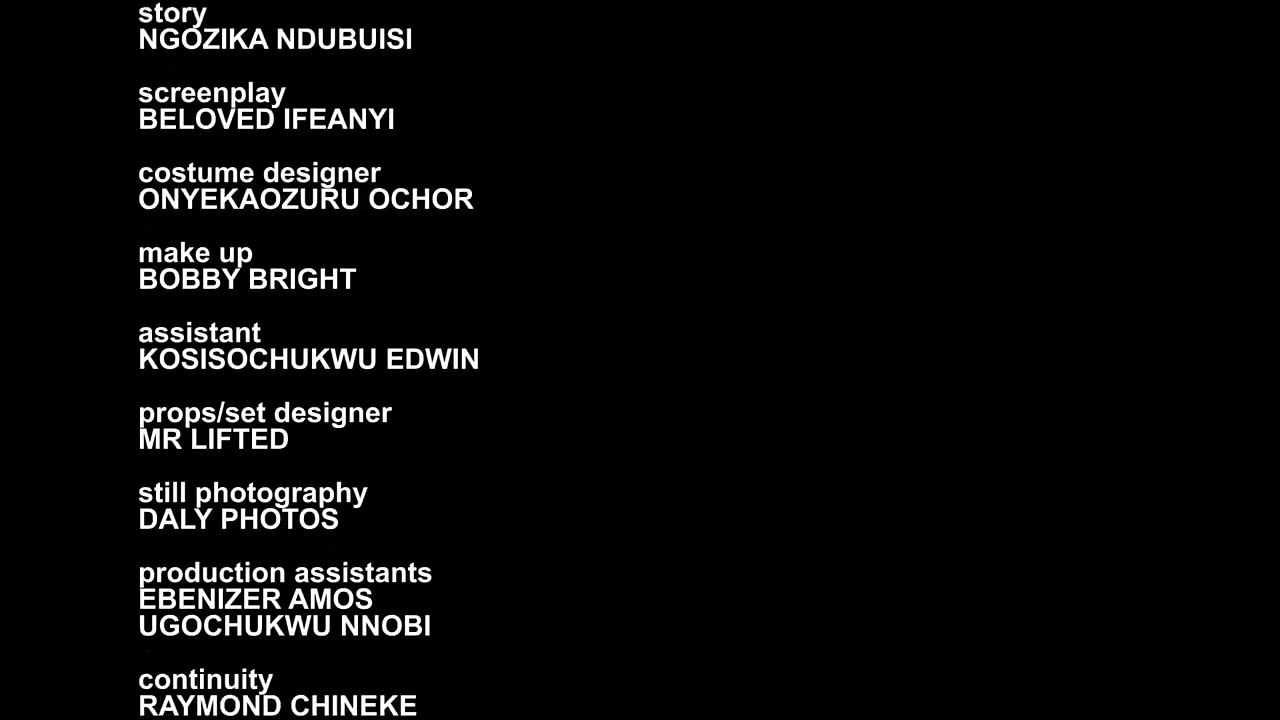 story
NGOZIKA NDUBUISI
screenplay
BELOVED IFEANYI
costume designer
ONYEKAOZURU OCHOR
make up
BOBBY BRIGHT
assistant
KOSISOCHUKWU EDWIN
props/set designer
MR LIFTED
still photography
DALY PHOTOS
production assistants
EBENIZER AMOS
UGOCHUKWU NNOBI
continuity
RAYMOND CHINEKE